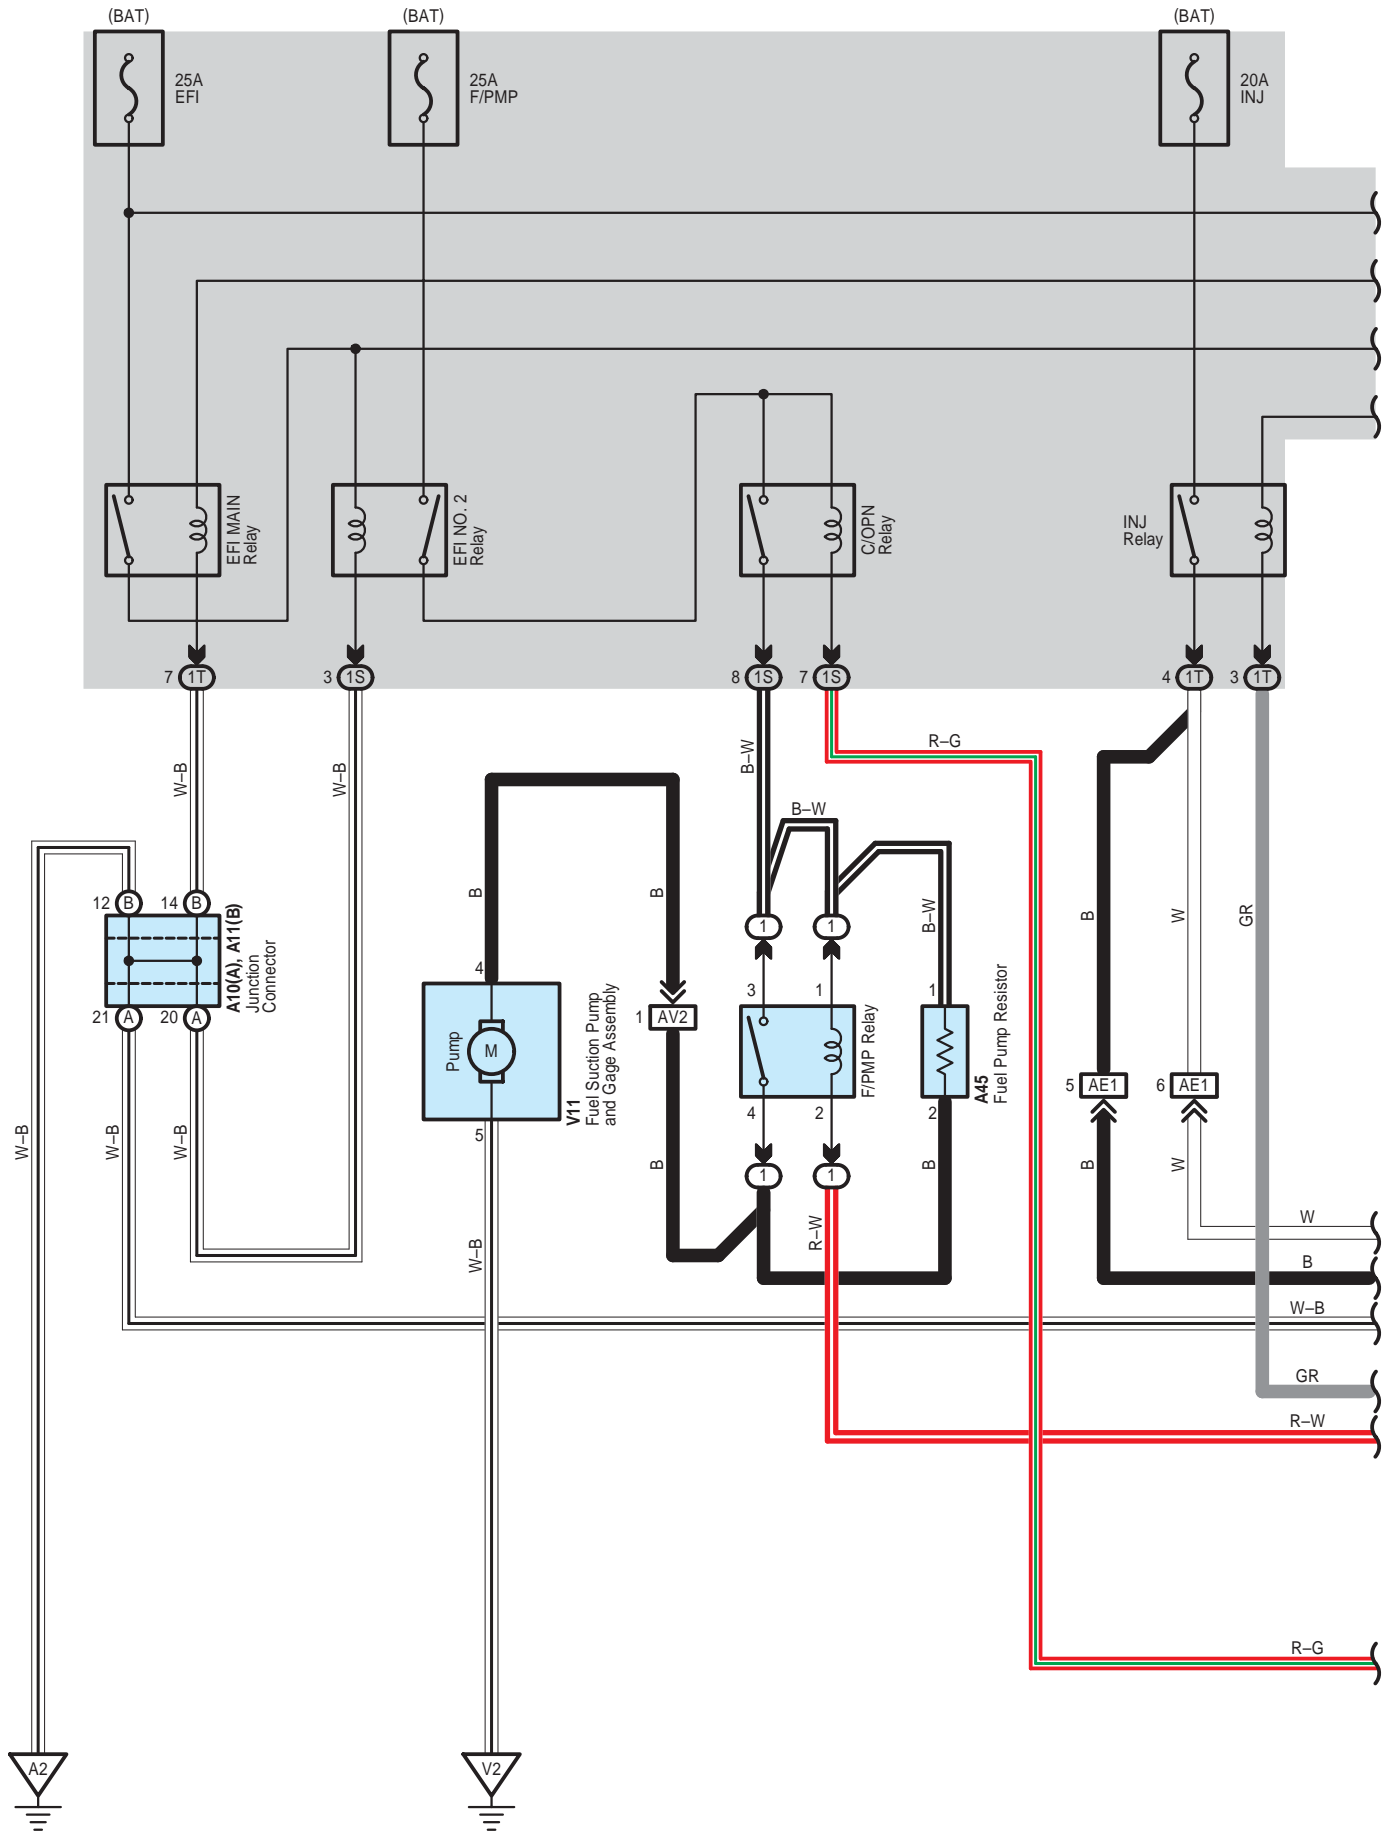 (BAT)
(BAT)
(BAT)
25A
EFI
25A
F/PMP
20A
INJ
EFI MAIN
Relay
EFI NO. 2
Relay
C/OPN
Relay
INJ
Relay
7 1T
3 1S
8 1S
7 1S
4 1T
3 1T
R–G
W–B
W–B
B–W
B–W
B
B
B–W
B
W
GR
12 B
14 B
A10(A), A11(B)
Junction
Connector
21 A
20 A
4
Pump
M
5
V11
Fuel Suction Pump
and Gage Assembly
1 AV2
1
1
3
1
F/PMP Relay
4
2
1
1
1
2
A45
Fuel Pump Resistor
5 AE1
6 AE1
W–B
W–B
W–B
W–B
B
R–W
B
B
W
W
B
W–B
GR
R–W
R–G
A2
V2